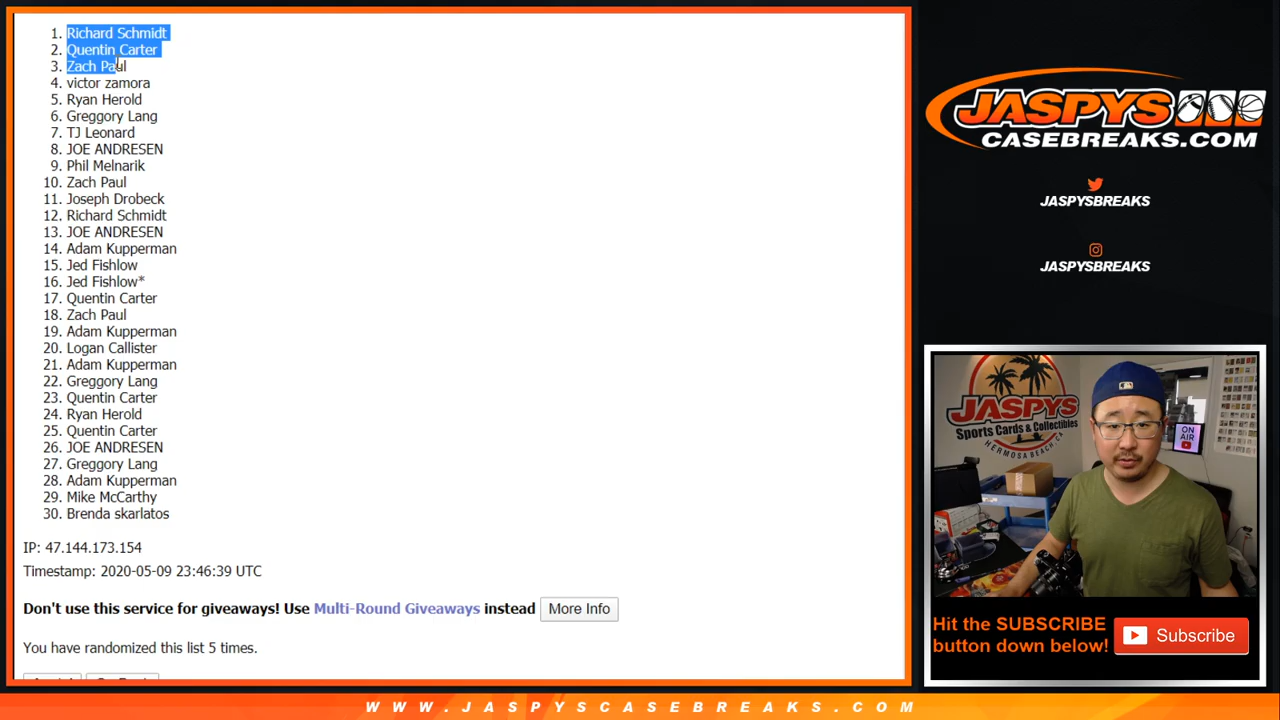 1. Richard Schmidt
2. Quentin Carter
3. Zach Paul
4. victor zamora
5. Ryan Herold
6. Greggory Lang
7. TJ Leonard
8. JOE ANDRESEN
9. Phil Melnarik
10. Zach Paul
11. Joseph Drobeck
12. Richard Schmidt
13. JOE ANDRESEN
14. Adam Kupperman
15. Jed Fishlow
16. Jed Fishlow*
17. Quentin Carter
18. Zach Paul
19. Adam Kupperman
20. Logan Callister
21. Adam Kupperman
22. Greggory Lang
23. Quentin Carter
24. Ryan Herold
25. Quentin Carter
26. JOE ANDRESEN
27. Greggory Lang
28. Adam Kupperman
29. Mike McCarthy
30. Brenda skarlatos
IP: 47.144.173.154
Timestamp: 2020-05-09 23:46:39 UTC
Don't use this service for giveaways! Use Multi-Round Giveaways instead More Info
You have randomized this list 5 times.
JASPYS
CASEBREAKS.COM
JASPYSBREAKS
JASPYSBREAKS
JASPYS
Sports Cards & Collectibles
HERMOSA BEACH, CA
ON
AIR
Hit the SUBSCRIBE
button down below!
Subscribe
WWW.JASPYSCASEBREAKS.COM